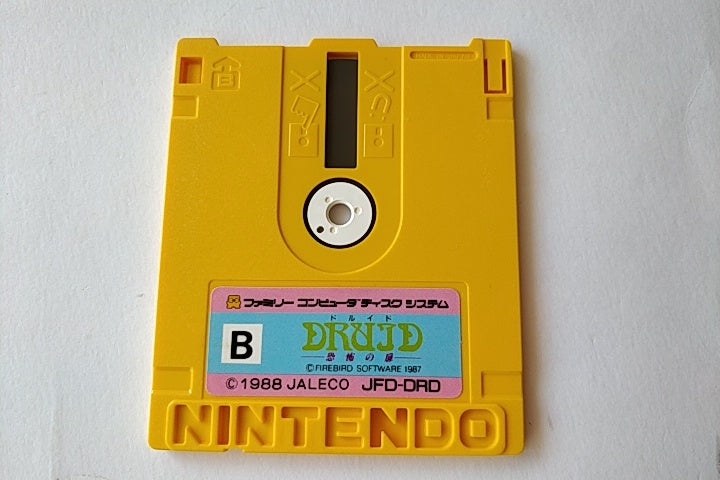 B
ファミリー コンピュータ ディスク システム
B
ドルイド
DRUID
恐怖の扉
©FIREBIRD SOFTWARE 1987
©1988 JALECO JFD-DRD
NINTENDO